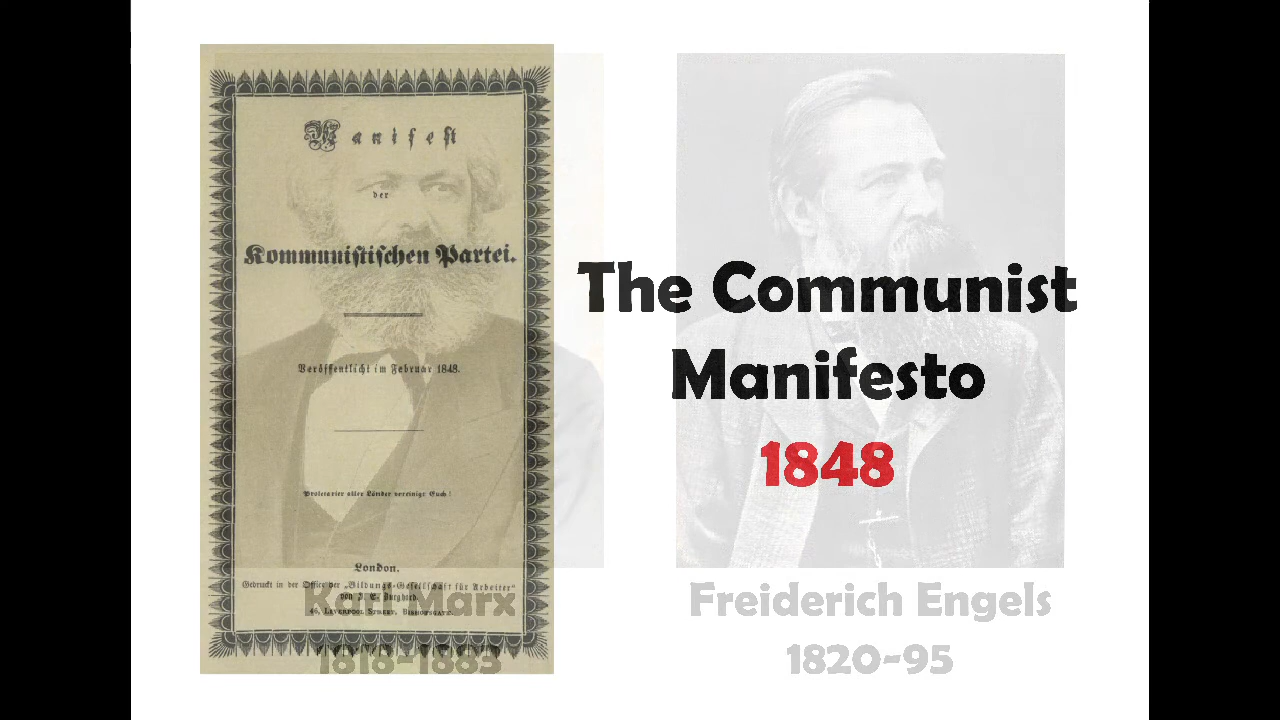 Manifest
der
Kommunistischen Partei.
Veröffentlicht im Februar 1848.
Proletarier aller Länder vereinigt Euch!
London.
Gedruckt in der Office der „Bildungs-Gesellschaft für Arbeiter“
von J. E. Burghard.
46, LIVERPOOL STREET, BISHOPSGATE.
Karl Marx
1818-1883
The Communist
Manifesto
1848
Freiderich Engels
1820-95